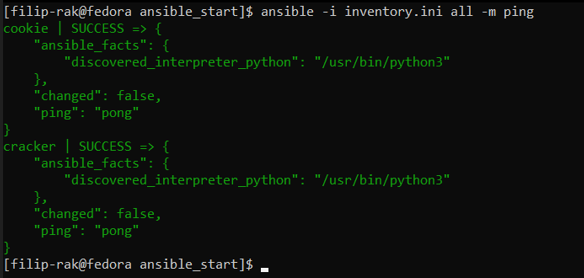 [filip-rak@fedora ansible_start]$ ansible -i inventory.ini all -m ping
cookie | SUCCESS => {
    "ansible_facts": {
        "discovered_interpreter_python": "/usr/bin/python3"
    },
    "changed": false,
    "ping": "pong"
}
cracker | SUCCESS => {
    "ansible_facts": {
        "discovered_interpreter_python": "/usr/bin/python3"
    },
    "changed": false,
    "ping": "pong"
}
[filip-rak@fedora ansible_start]$